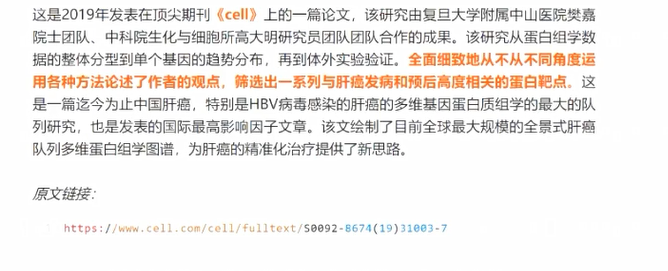 这是2019年发表在顶尖期刊《cell》上的一篇论文，该研究由复旦大学附属中山医院樊嘉
院士团队、中科院生化与细胞所高大明研究员团队团队合作的成果。该研究从蛋白组学数
据的整体分型到单个基因的趋势分布，再到体外实验验证。全面细致地从不从不同角度运
用各种方法论述了作者的观点，筛选出一系列与肝癌发病和预后高度相关的蛋白靶点。这
是一篇迄今为止中国肝癌，特别是HBV病毒感染的肝癌的多维基因蛋白质组学的最大的队
列研究，也是发表的国际最高影响因子文章。该文绘制了目前全球最大规模的全景式肝癌
队列多维蛋白组学图谱，为肝癌的精准化治疗提供了新思路。
原文链接：
https://www.cell.com/cell/fulltext/S0092-8674(19)31003-7